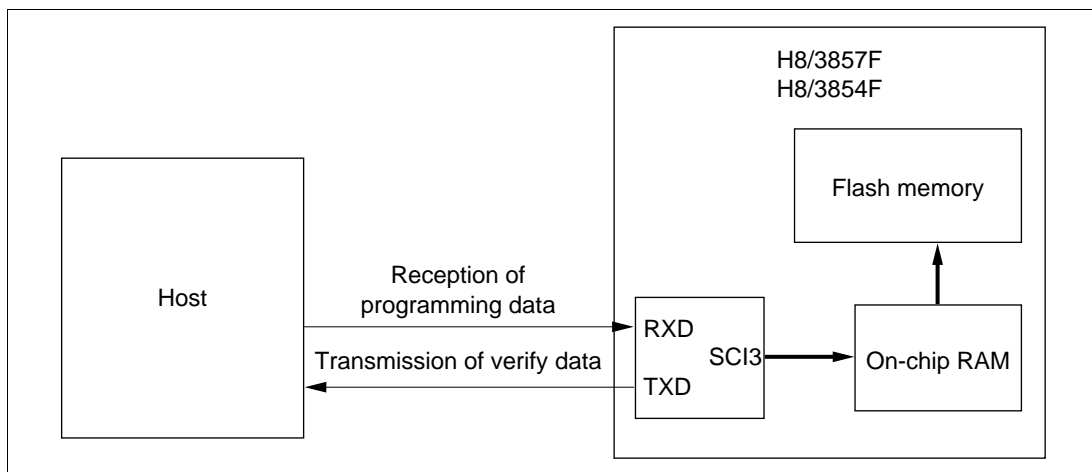 H8/3857F
H8/3854F
Flash memory
Host
Reception of
programming data
RXD
SCI3
On-chip RAM
Transmission of verify data
TXD